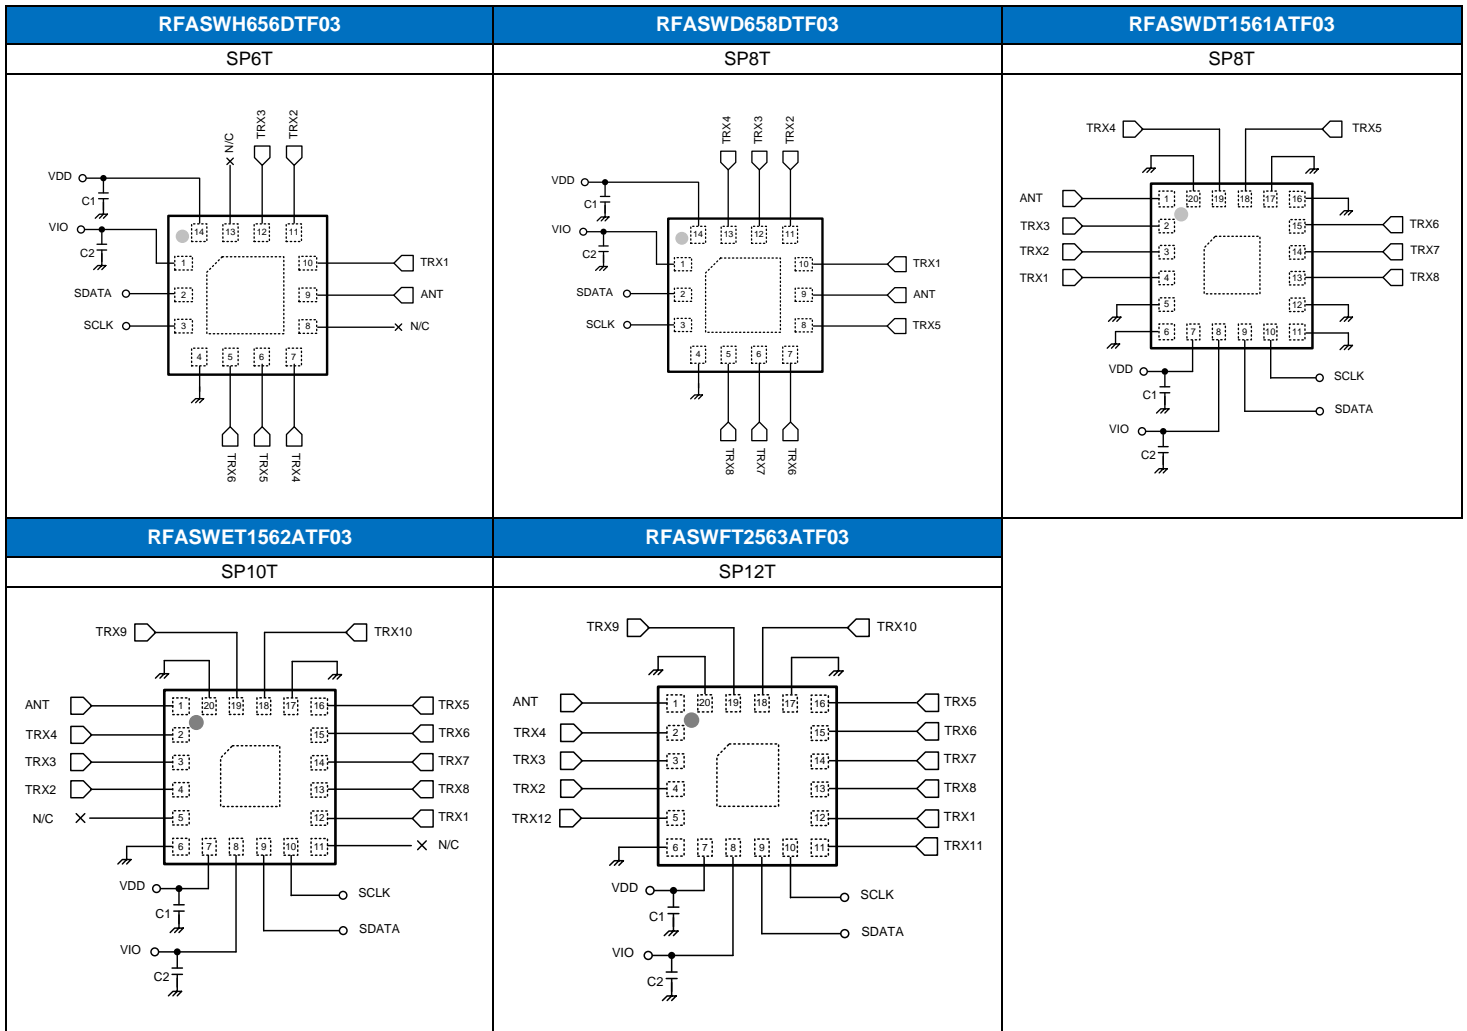 RFASWH656DTF03
RFASWD658DTF03
RFASWDT1561ATF03
SP6T
SP8T
SP8T
N/C
TRX3
TRX2
VDD
C1
VIO
C2
SDATA
SCLK
14
13
12
11
1
2
3
10
9
8
4
5
6
7
TRX1
ANT
N/C
TRX6
TRX5
TRX4
TRX4
TRX3
TRX2
VDD
C1
VIO
C2
SDATA
SCLK
14
13
12
11
1
2
3
10
9
8
4
5
6
7
TRX1
ANT
TRX5
TRX8
TRX7
TRX6
TRX4
TRX5
ANT
TRX3
TRX2
TRX1
1
20
19
18
17
16
2
3
4
5
15
14
13
12
6
7
8
9
10
11
TRX6
TRX7
TRX8
VDD
C1
VIO
C2
SCLK
SDATA
RFASWET1562ATF03
RFASWFT2563ATF03
SP10T
SP12T
TRX9
TRX10
ANT
TRX4
TRX3
TRX2
N/C
1
20
19
18
17
16
2
3
4
5
15
14
13
12
6
7
8
9
10
11
TRX5
TRX6
TRX7
TRX8
TRX1
N/C
VDD
C1
VIO
C2
SCLK
SDATA
TRX9
TRX10
ANT
TRX4
TRX3
TRX2
TRX12
1
20
19
18
17
16
2
3
4
5
15
14
13
12
6
7
8
9
10
11
TRX5
TRX6
TRX7
TRX8
TRX1
TRX11
VDD
C1
VIO
C2
SCLK
SDATA